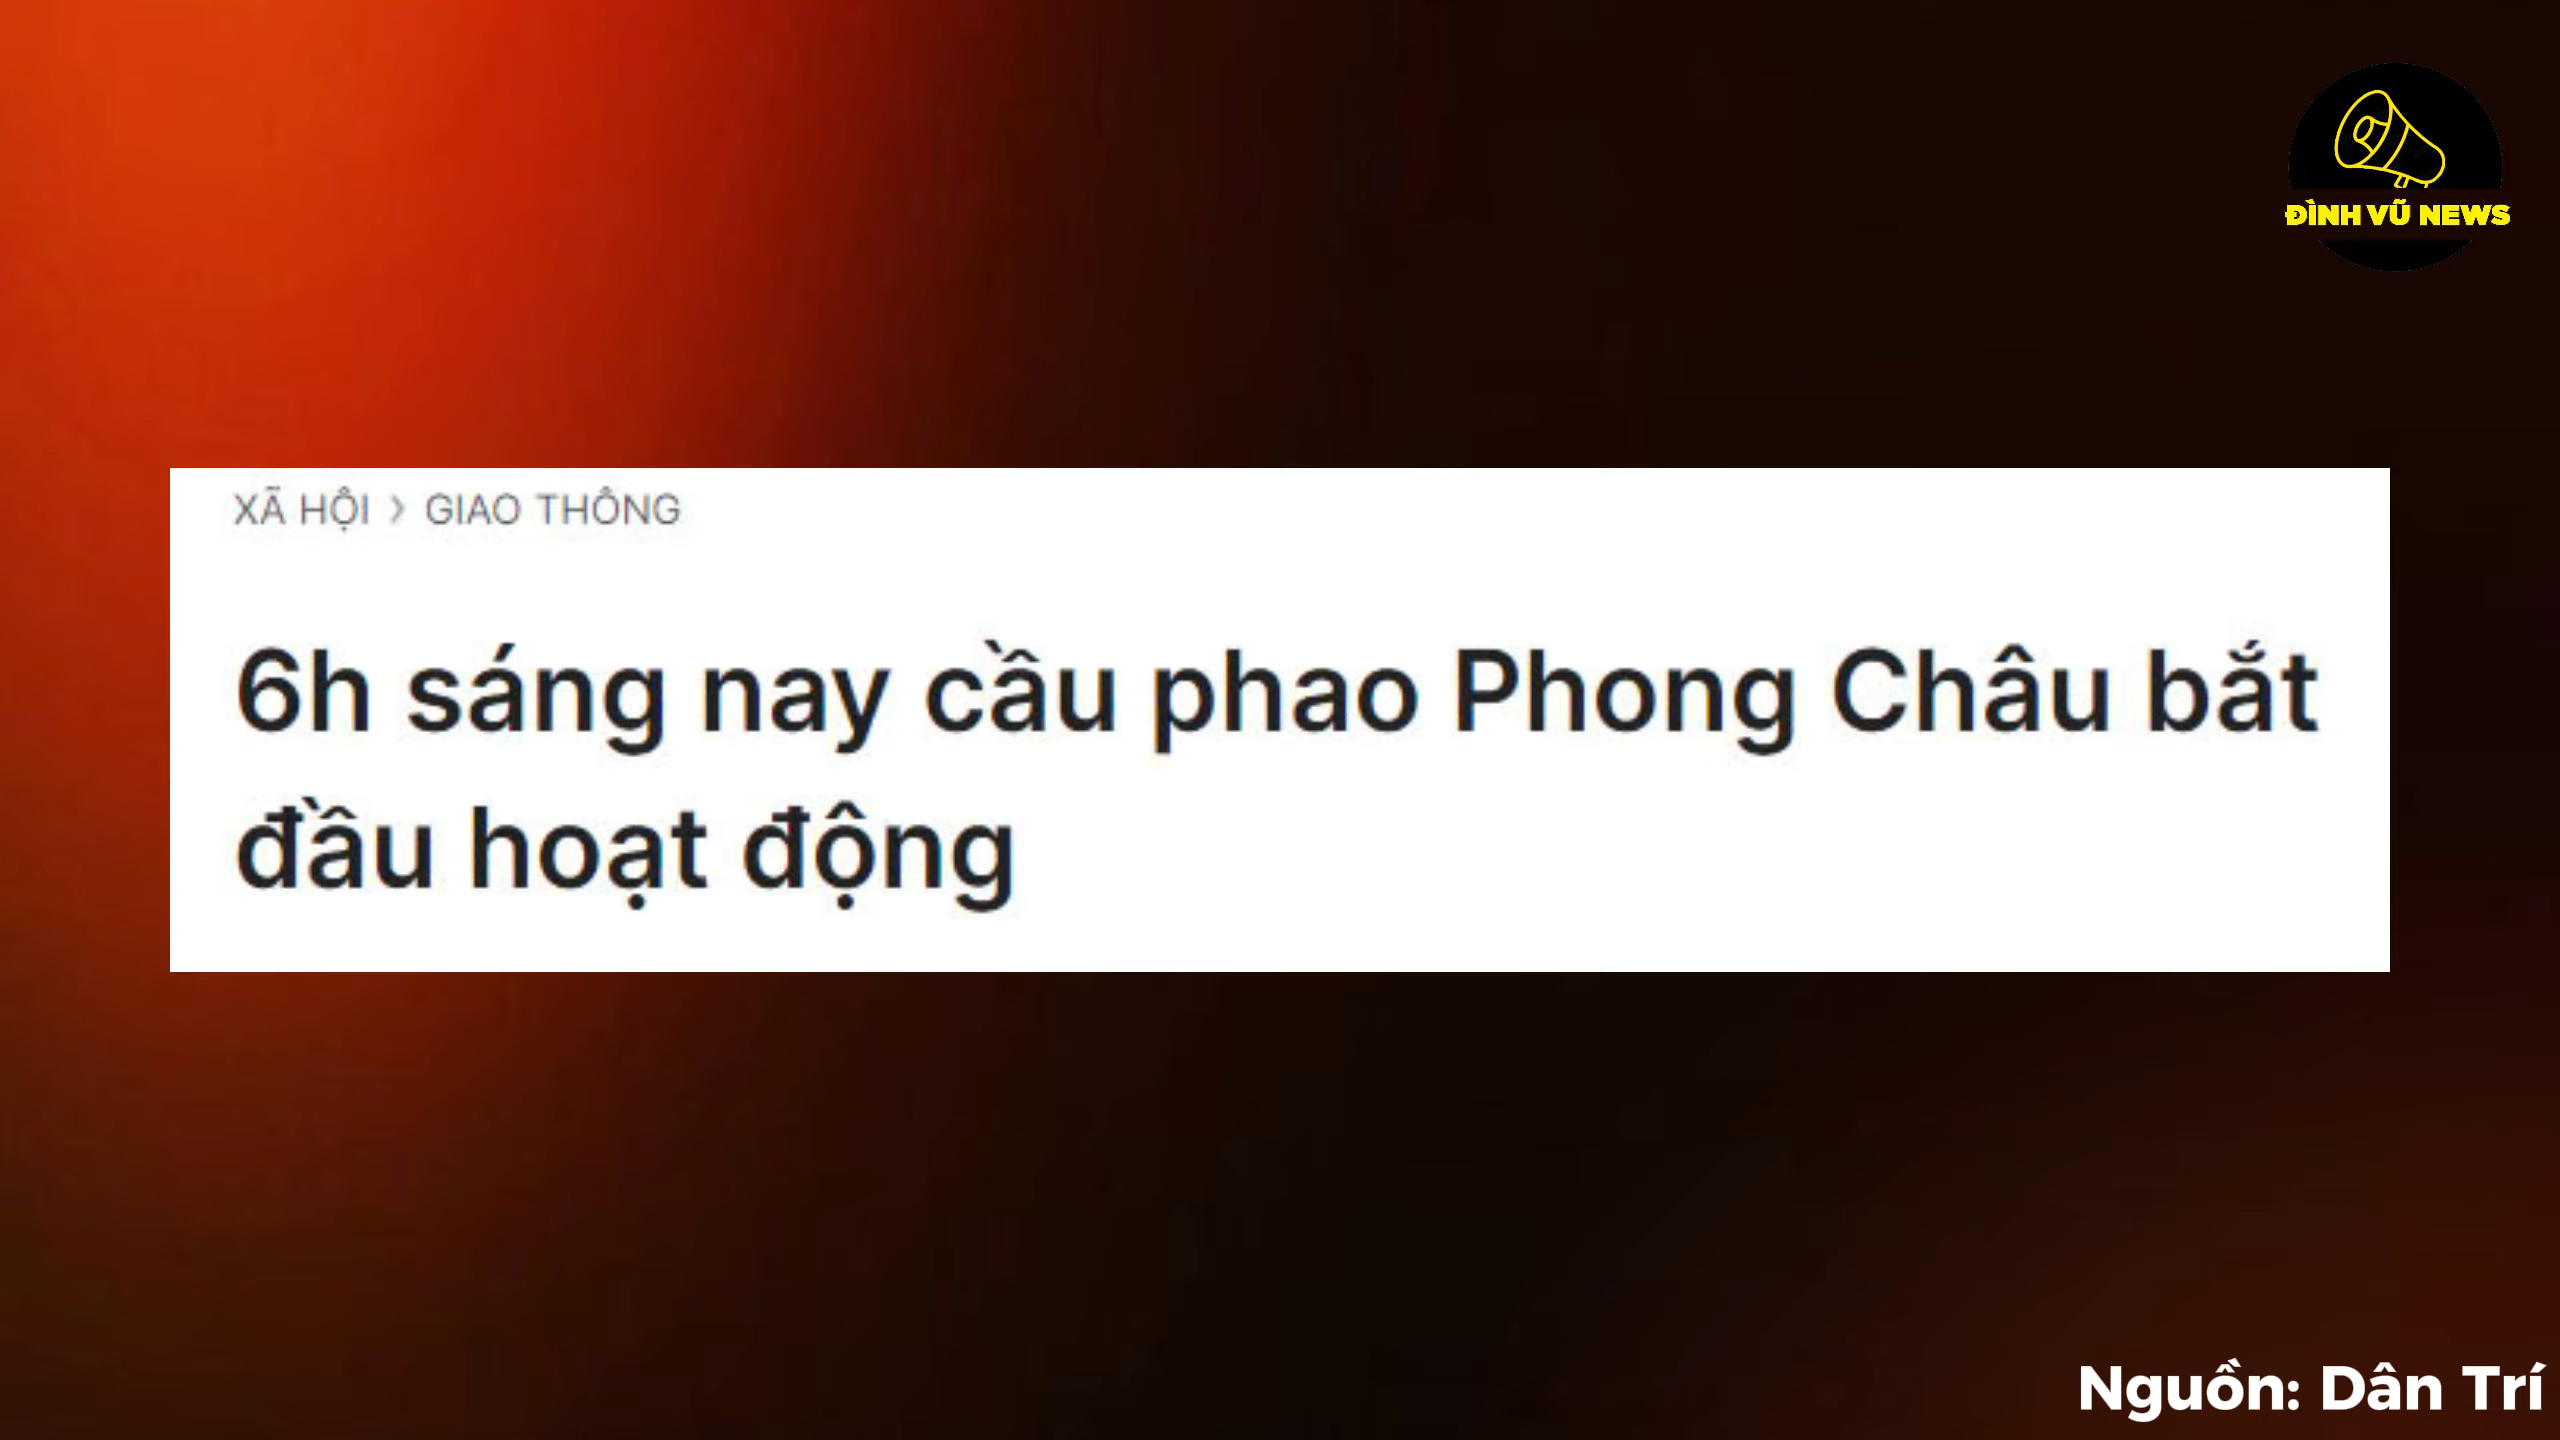 ĐÌNH VŨ NEWS
XÃ HỘI > GIAO THÔNG
6h sáng nay cầu phao Phong Châu bắt
đầu hoạt động
Nguồn: Dân Trí